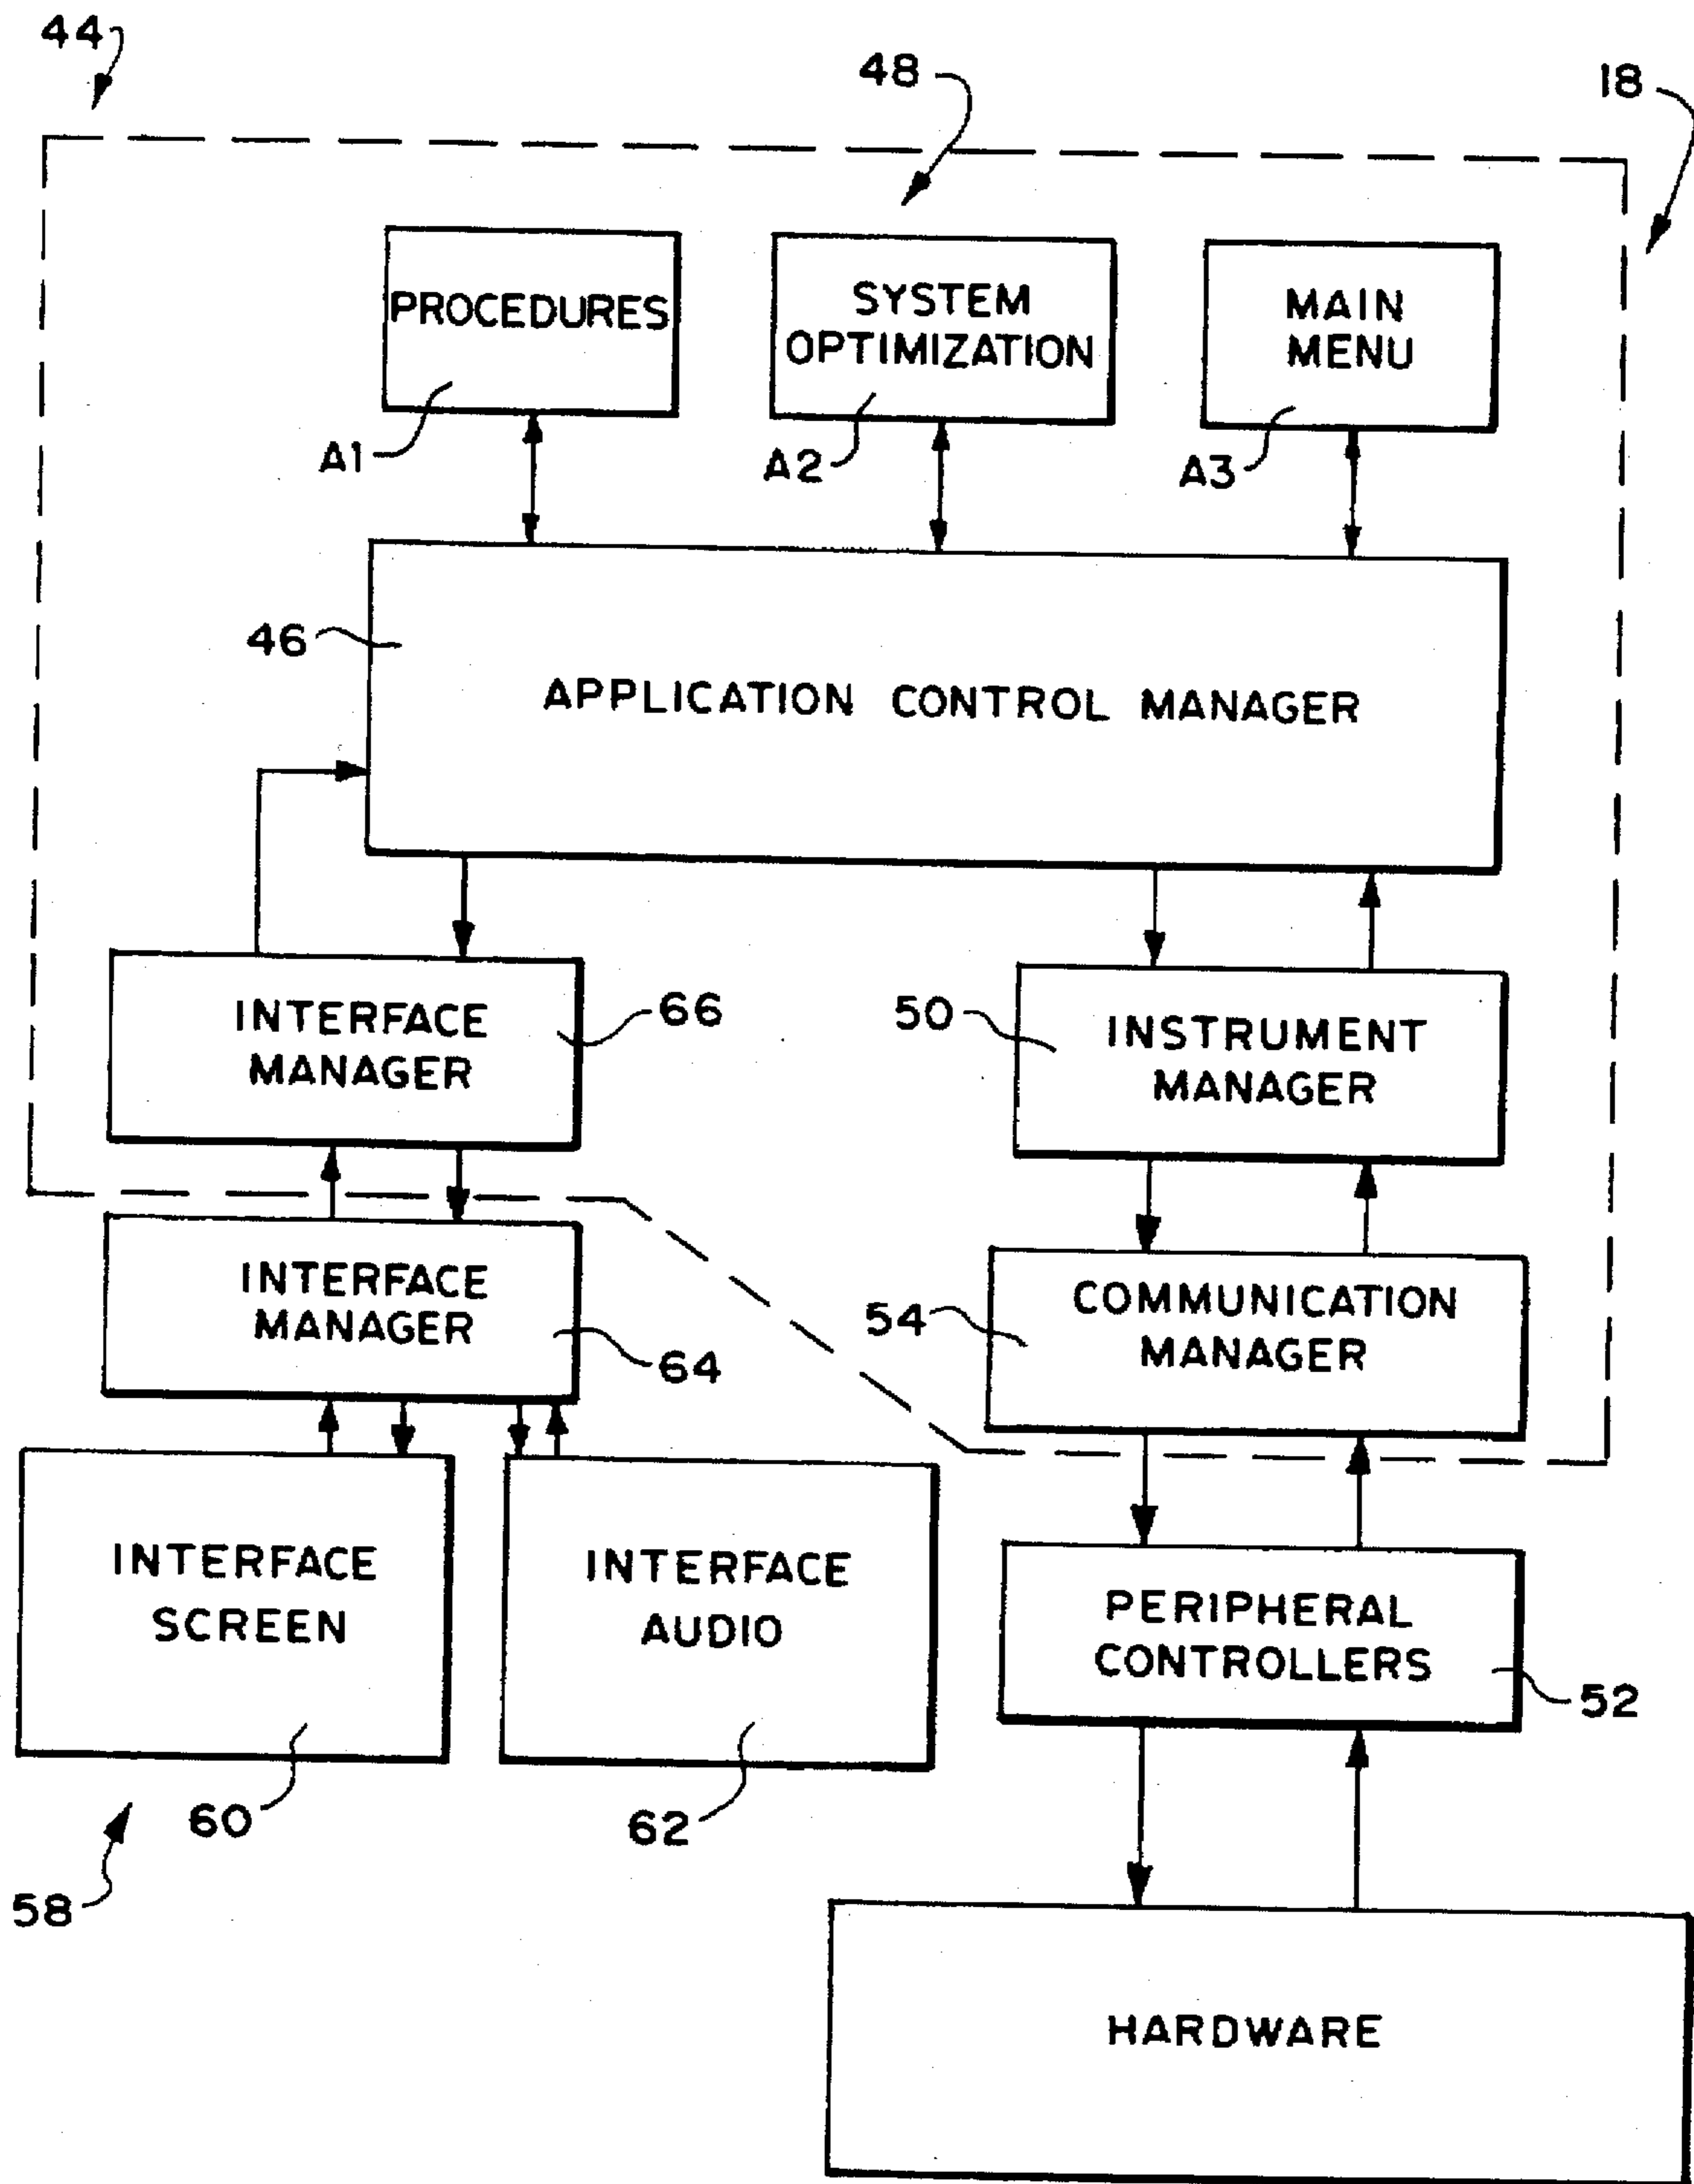 44
48
18
PROCEDURES
SYSTEM
OPTIMIZATION
MAIN
MENU
A1
A2
A3
46
APPLICATION CONTROL MANAGER
INTERFACE
MANAGER
66
50
INSTRUMENT
MANAGER
INTERFACE
MANAGER
64
54
COMMUNICATION
MANAGER
INTERFACE
SCREEN
INTERFACE
AUDIO
PERIPHERAL
CONTROLLERS
52
60
62
58
HARDWARE